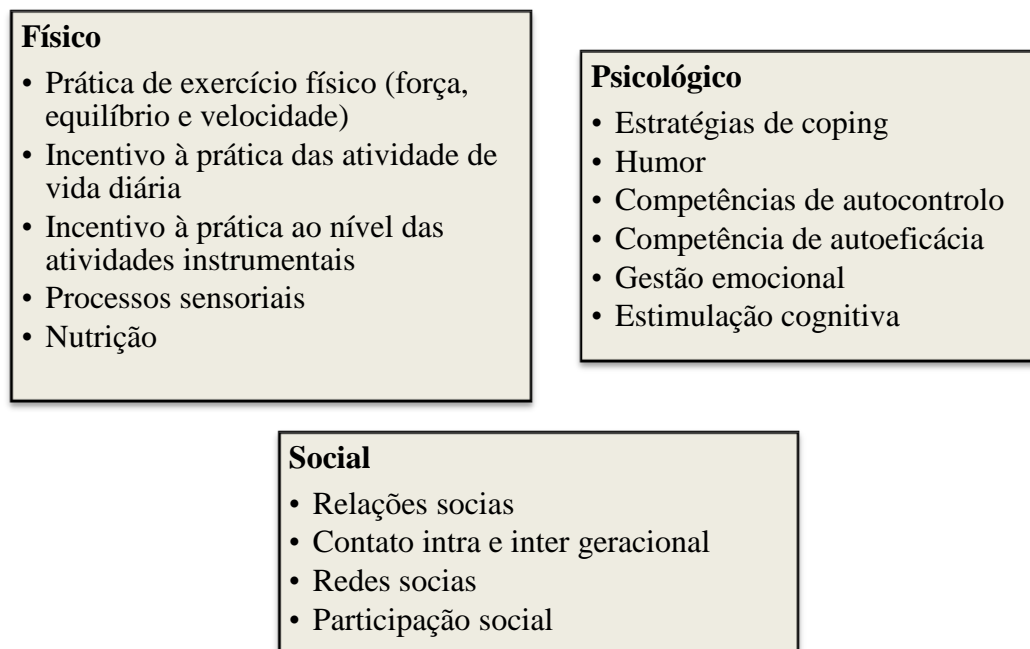 Físico
• Prática de exercício físico (força,
equilíbrio e velocidade)
• Incentivo à prática das atividade de
vida diária
• Incentivo à prática ao nível das
atividades instrumentais
• Processos sensoriais
• Nutrição
Psicológico
• Estratégias de coping
• Humor
• Competências de autocontrolo
• Competência de autoeficácia
• Gestão emocional
• Estimulação cognitiva
Social
• Relações socias
• Contato intra e inter geracional
• Redes socias
• Participação social